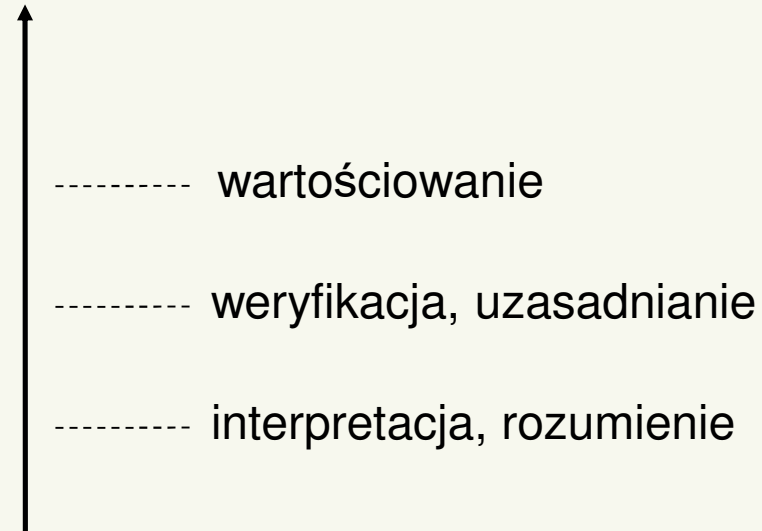 wartościowanie
weryfikacja, uzasadnianie
interpretacja, rozumienie